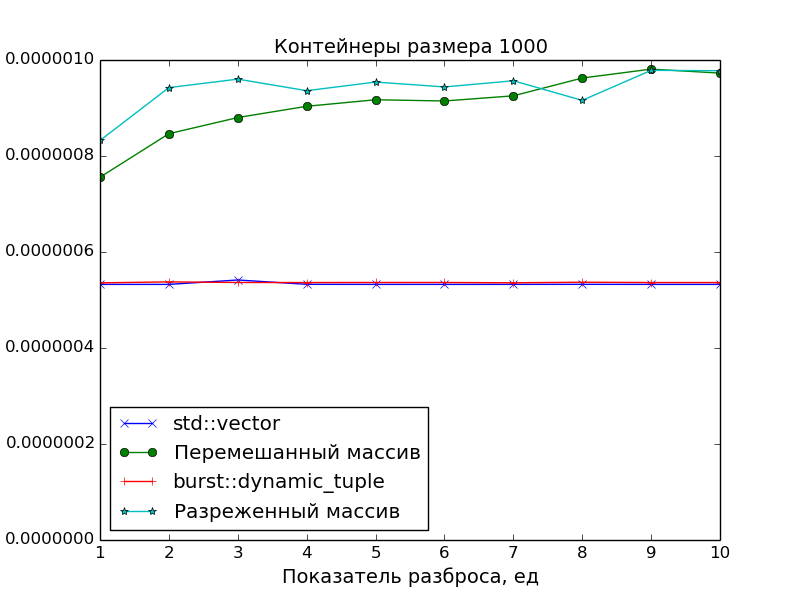 Контейнеры размера 1000
0.0000010
0.0000008
0.0000006
0.0000004
0.0000002
0.0000000
std::vector
Перемешанный массив
burst::dynamic_tuple
Разреженный массив
1 2 3 4 5 6 7 8 9 10
Показатель разброса, ед